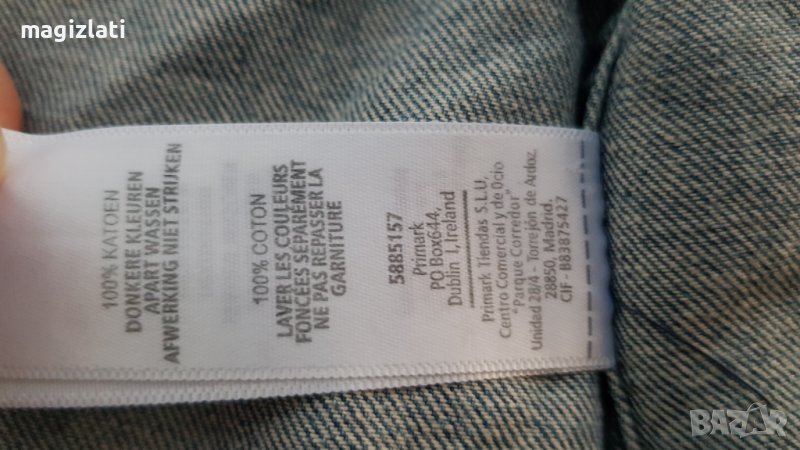 magizlati
100% KATOEN
DONKERE KLEUREN
APART WASSEN
AFWERKING NIET STRIJKEN
100% COTON
LAVER LES COULEURS
FONCÉES SEPARÉMENT
NE PAS REPASSER LA
GARNITURE
5885157
Primark
PO Box644,
Dublin 1, Ireland
Primark Tiendas S.L.U,
Centro Comercial y de Ocio
"Parque Corredor"
Unidad 28/4 - Torrejón de Ardoz,
28850, Madrid.
CIF - B83875427
BAZAR